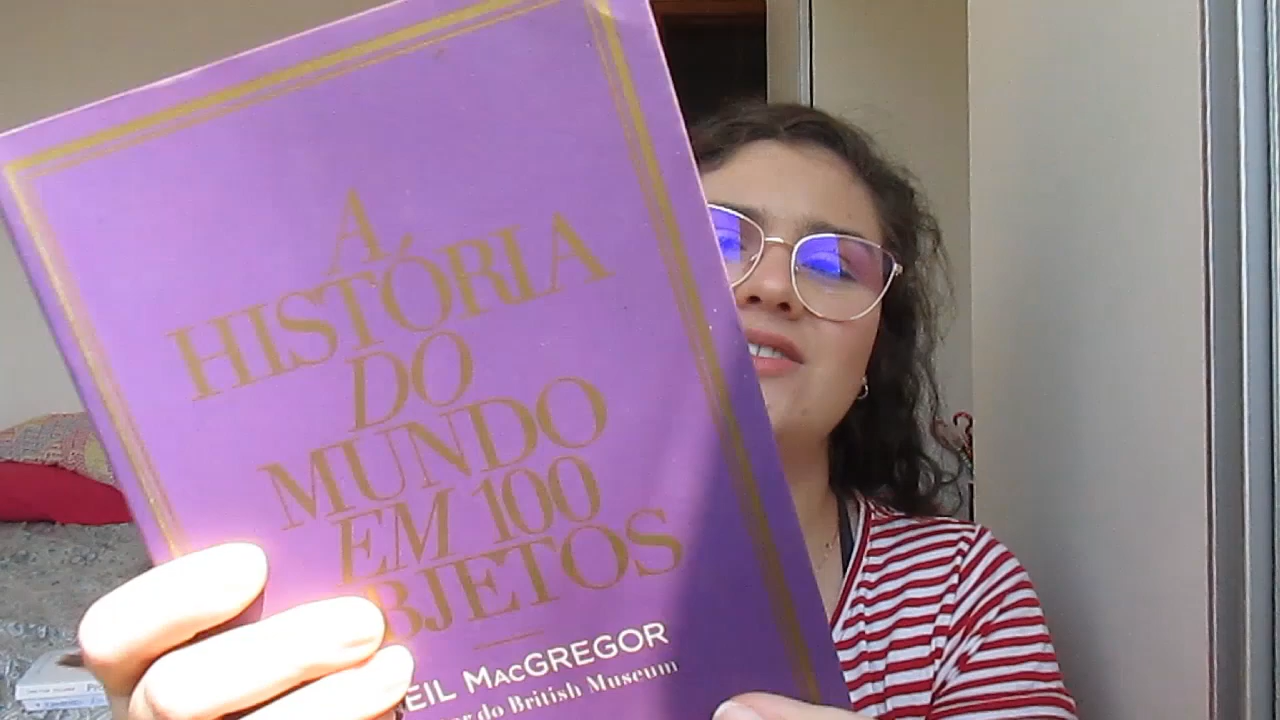 A
HISTÓRIA
DO
MUNDO
EM 100
BJETOS
EIL MACGREGOR
do British Museum